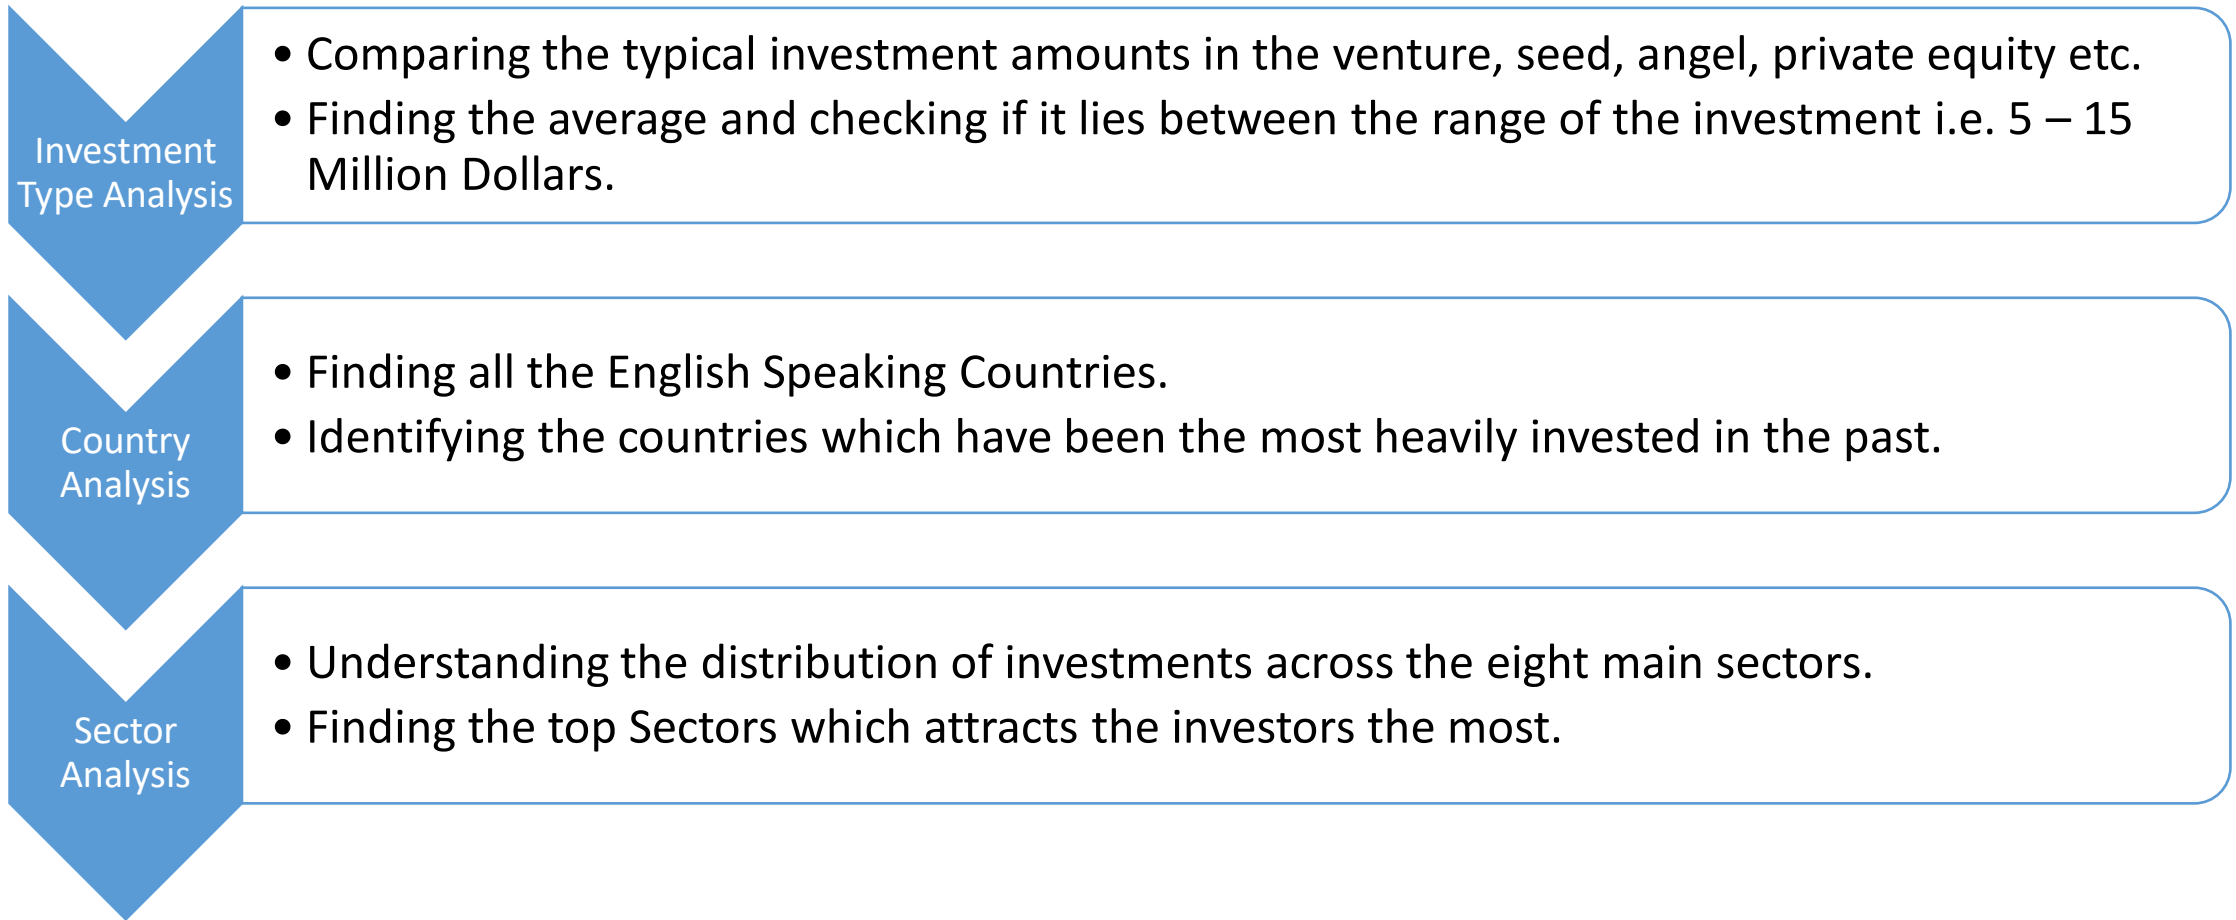 Investment
Type Analysis
• Comparing the typical investment amounts in the venture, seed, angel, private equity etc.
• Finding the average and checking if it lies between the range of the investment i.e. 5 – 15
Million Dollars.
Country
Analysis
• Finding all the English Speaking Countries.
• Identifying the countries which have been the most heavily invested in the past.
Sector
Analysis
• Understanding the distribution of investments across the eight main sectors.
• Finding the top Sectors which attracts the investors the most.